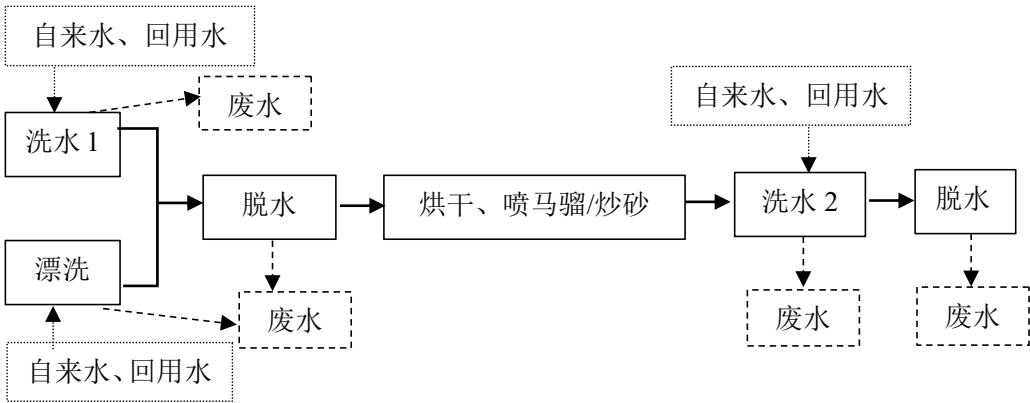 自来水、回用水
废水
自来水、回用水
洗水 1
脱水
烘干、喷马骝/炒砂
洗水 2
脱水
漂洗
废水
废水
废水
自来水、回用水